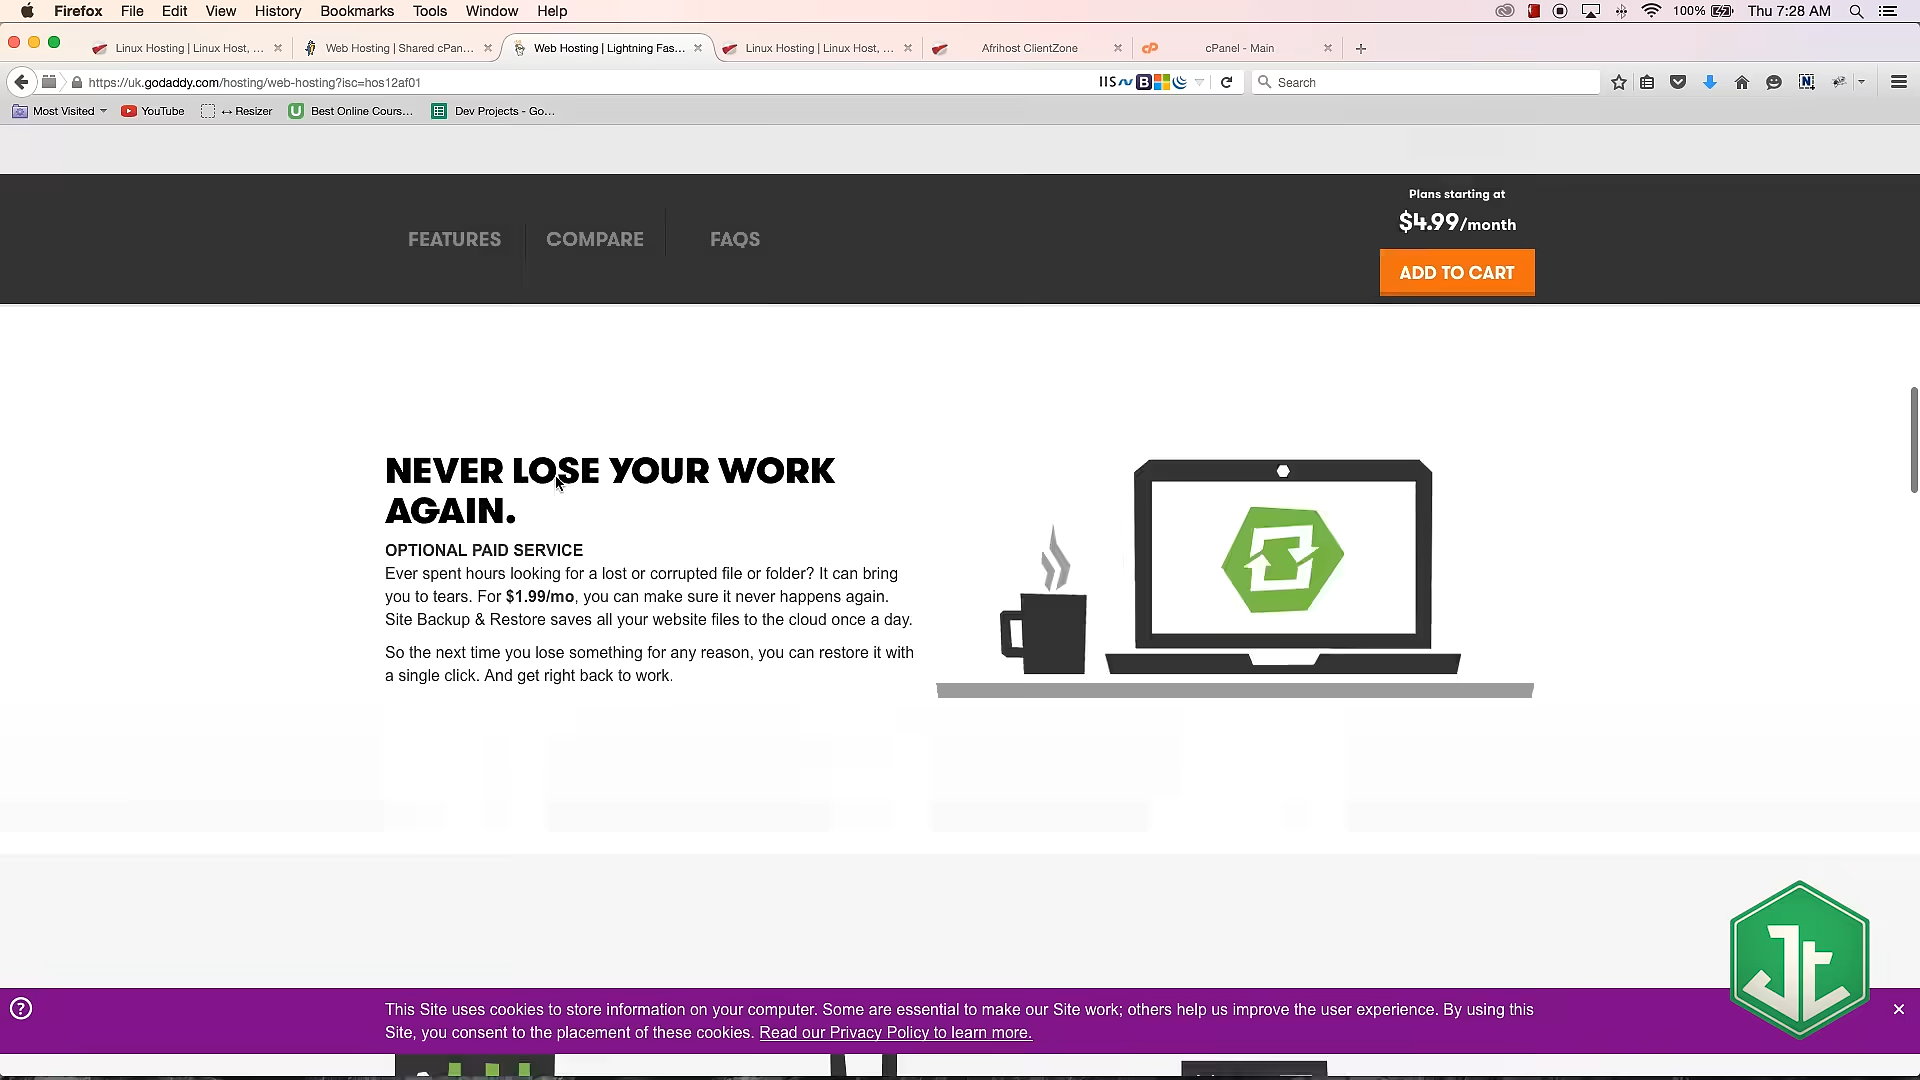 Firefox File Edit View History Bookmarks Tools Window Help 100% Thu 7:28 AM
Linux Hosting | Linux Host, ... Web Hosting | Shared cPan... Web Hosting | Lightning Fas... Linux Hosting | Linux Host, ... Afrihost ClientZone cPanel - Main
https://uk.godaddy.com/hosting/web-hosting?isc=hos12af01 Search
Most Visited YouTube Resizer Best Online Cours... Dev Projects - Go...
Plans starting at
$4.99/month
FEATURES COMPARE FAQS
ADD TO CART
NEVER LOSE YOUR WORK
AGAIN.
OPTIONAL PAID SERVICE
Ever spent hours looking for a lost or corrupted file or folder? It can bring
you to tears. For $1.99/mo, you can make sure it never happens again.
Site Backup & Restore saves all your website files to the cloud once a day.
So the next time you lose something for any reason, you can restore it with
a single click. And get right back to work.
This Site uses cookies to store information on your computer. Some are essential to make our Site work; others help us improve the user experience. By using this
Site, you consent to the placement of these cookies. Read our Privacy Policy to learn more.